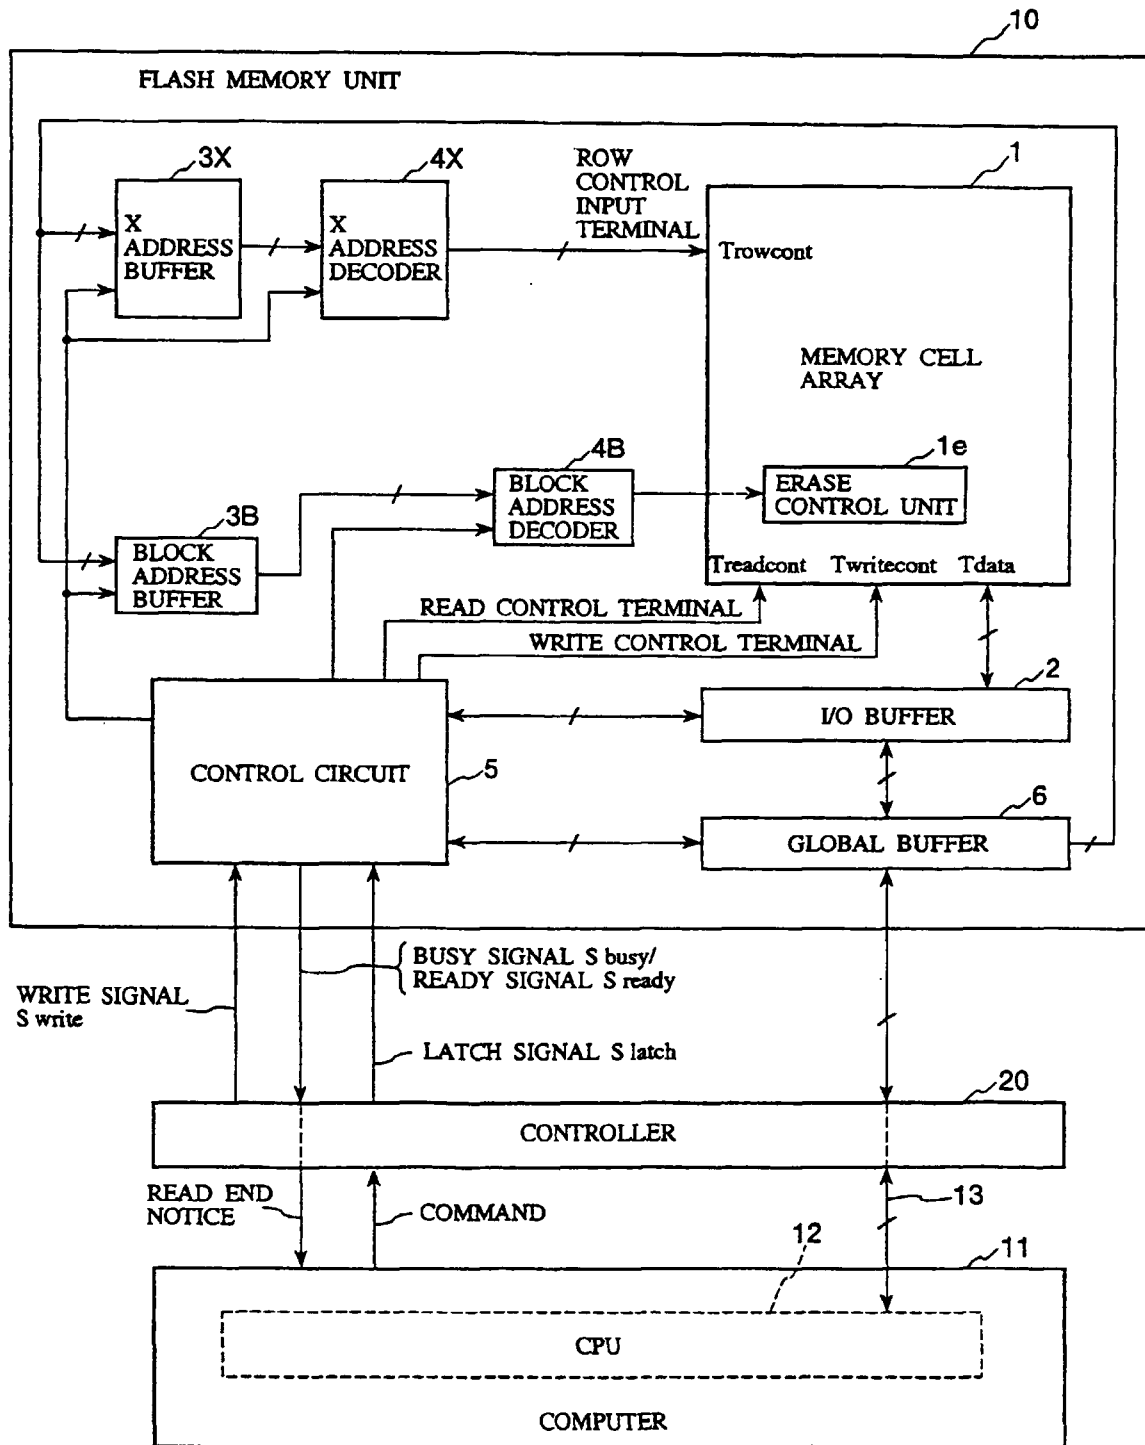 10
FLASH MEMORY UNIT
3X
X
ADDRESS
BUFFER
4X
X
ADDRESS
DECODER
ROW
CONTROL
INPUT
TERMINAL
1
Trowcont
MEMORY CELL
ARRAY
1e
ERASE
CONTROL UNIT
4B
BLOCK
ADDRESS
DECODER
3B
BLOCK
ADDRESS
BUFFER
Treadcont Twritecont Tdata
READ CONTROL TERMINAL
WRITE CONTROL TERMINAL
2
I/O BUFFER
CONTROL CIRCUIT
5
6
GLOBAL BUFFER
BUSY SIGNAL S busy/
READY SIGNAL S ready
WRITE SIGNAL
S write
LATCH SIGNAL S latch
20
CONTROLLER
READ END
NOTICE
COMMAND
13
12
11
CPU
COMPUTER